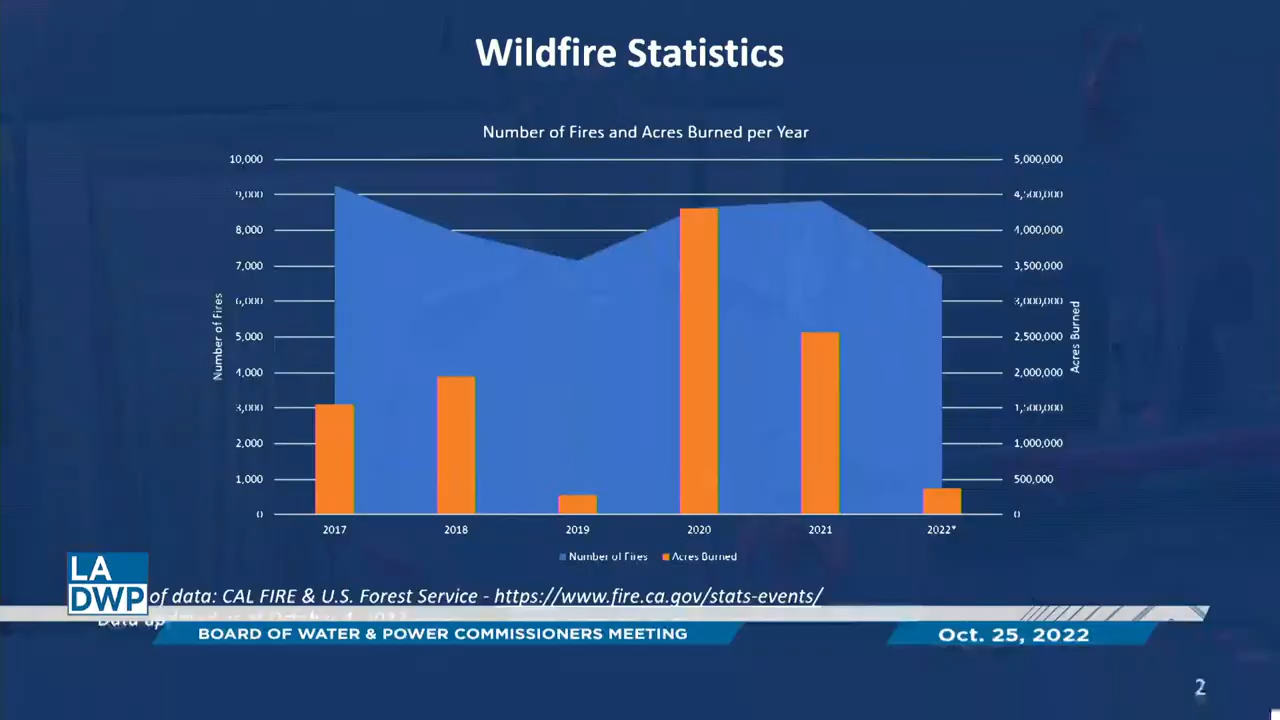 Wildfire Statistics
Number of Fires and Acres Burned per Year
10,000
9,000
8,000
7,000
6,000
5,000
4,000
3,000
2,000
1,000
0
Number of Fires
5,000,000
4,500,000
4,000,000
3,500,000
3,000,000
2,500,000
2,000,000
1,500,000
1,000,000
500,000
0
Acres Burned
2017 2018 2019 2020 2021 2022*
Number of Fires Acres Burned
LA
DWP
of data: CAL FIRE & U.S. Forest Service - https://www.fire.ca.gov/stats-events/
Data
BOARD OF WATER & POWER COMMISSIONERS MEETING
Oct. 25, 2022
2